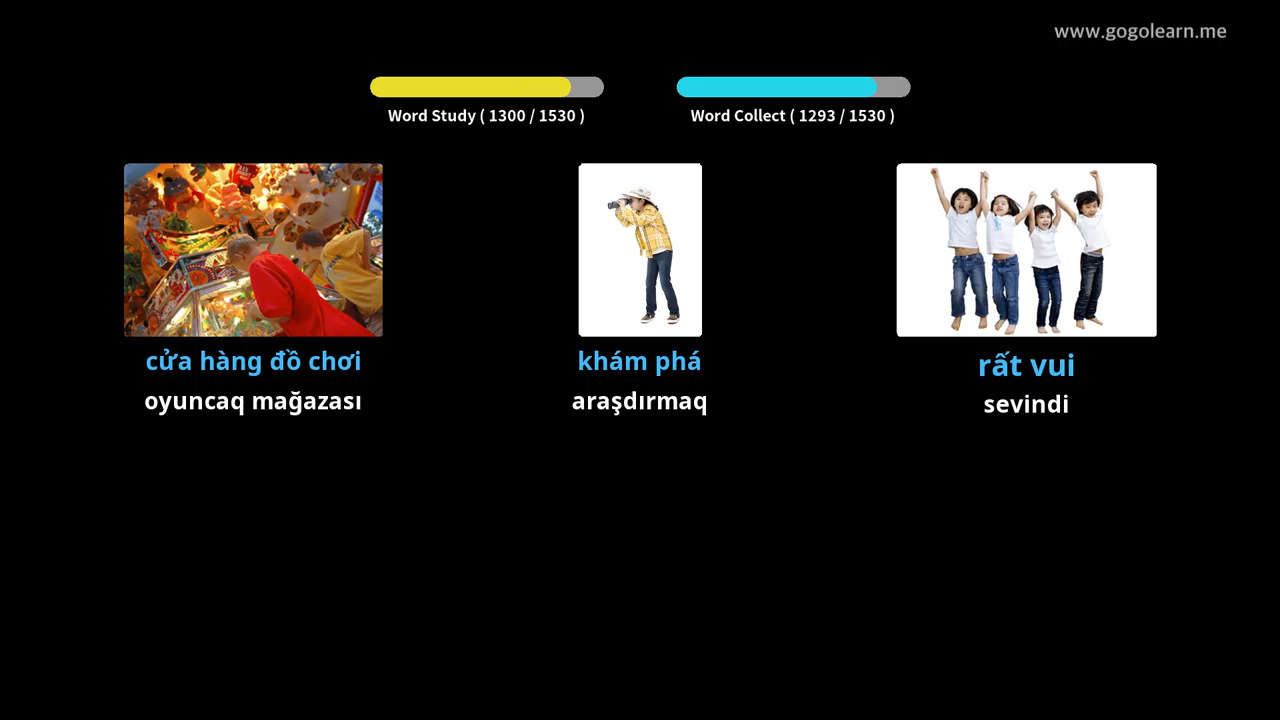 www.gogolearn.me
Word Study ( 1300 / 1530 )
Word Collect ( 1293 / 1530 )
cửa hàng đồ chơi
oyuncaq mağazası
khám phá
araşdırmaq
rất vui
sevindi